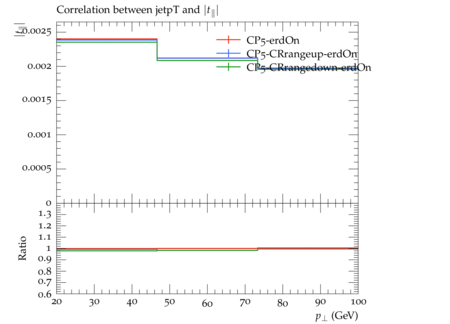 Correlation between jetpT and |t∥|
|t∥|
0.0025
0.002
0.0015
0.001
0.0005
0
CP5-erdOn
CP5-CRrangeup-erdOn
CP5-CRrangedown-erdOn
Ratio
1.3
1.2
1.1
1
0.9
0.8
0.7
0.6
20 30 40 50 60 70 80 90 100
p⊥ (GeV)